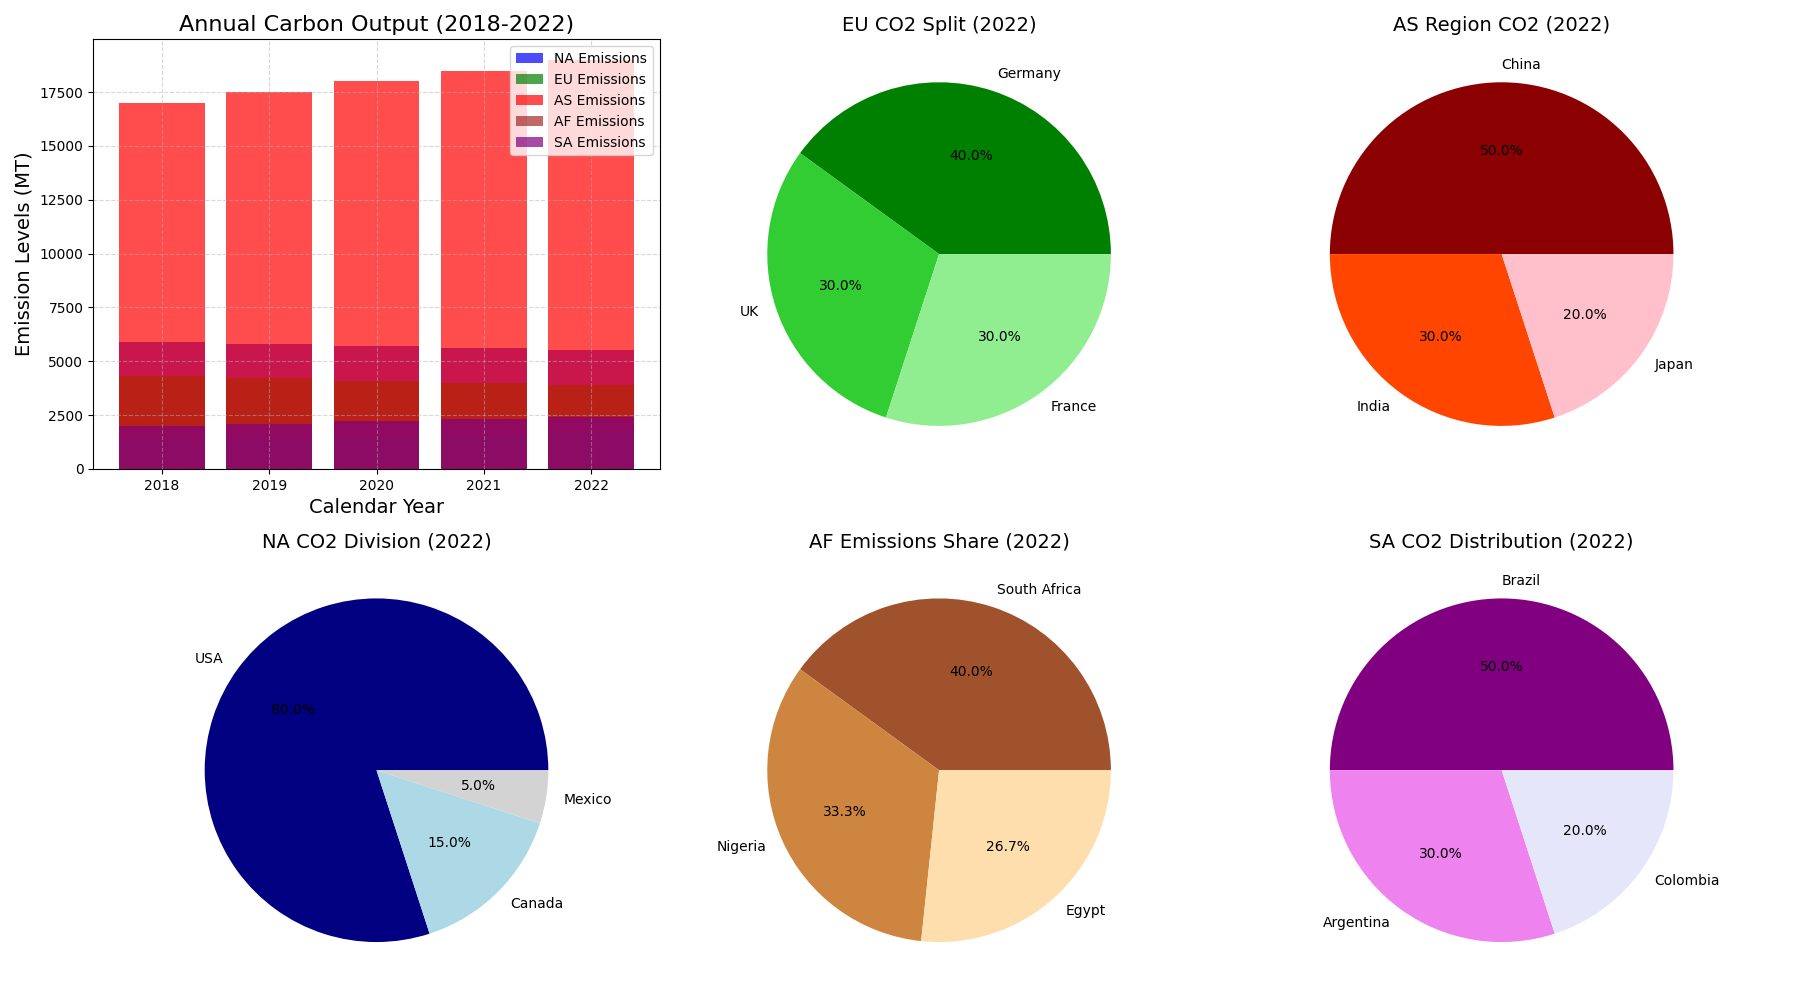 Annual Carbon Output (2018-2022)
Emission Levels (MT)
17500
15000
12500
10000
7500
5000
2500
0
2018 2019 2020 2021 2022
Calendar Year
NA Emissions
EU Emissions
AS Emissions
AF Emissions
SA Emissions
EU CO2 Split (2022)
Germany
40.0%
UK
30.0%
France
30.0%
AS Region CO2 (2022)
China
50.0%
India
30.0%
Japan
20.0%
NA CO2 Division (2022)
USA
80.0%
Canada
15.0%
Mexico
5.0%
AF Emissions Share (2022)
South Africa
40.0%
Nigeria
33.3%
Egypt
26.7%
SA CO2 Distribution (2022)
Brazil
50.0%
Argentina
30.0%
Colombia
20.0%